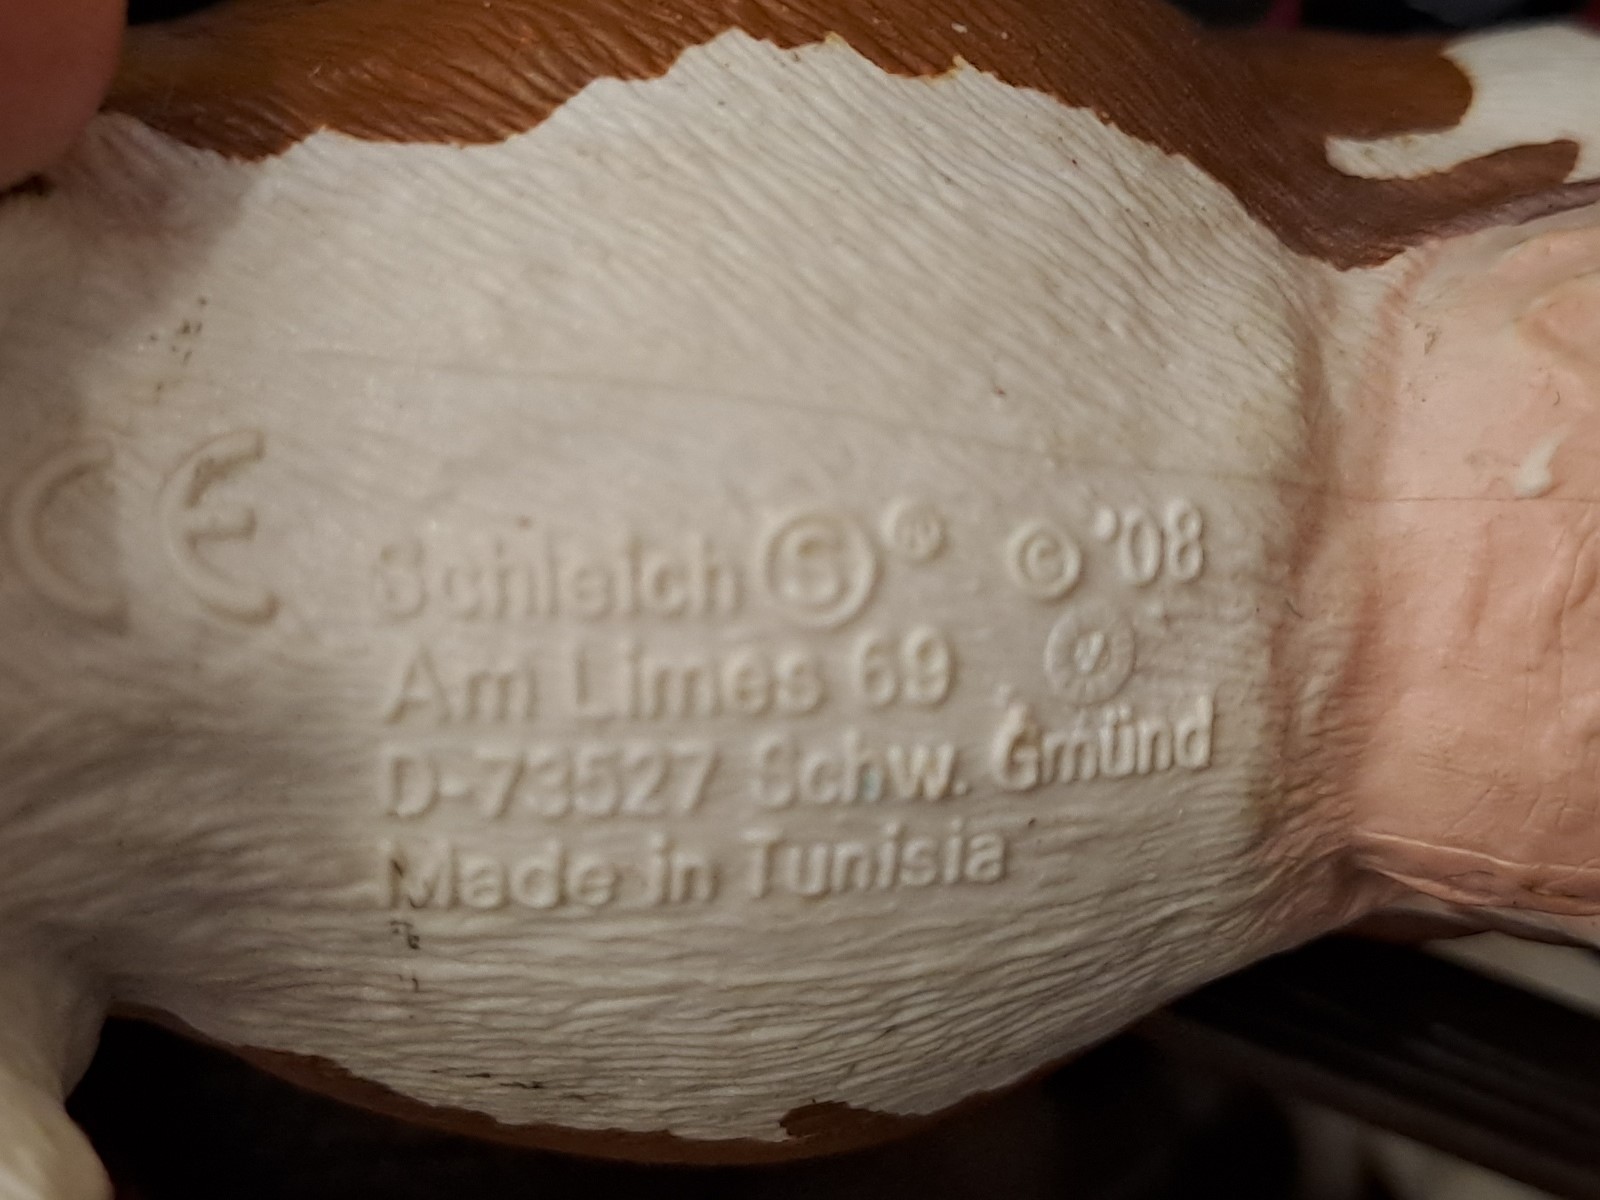 CE
Schleich S ® © '08
Am Limes 69
D-73527 Schw. Gmünd
Made in Tunisia